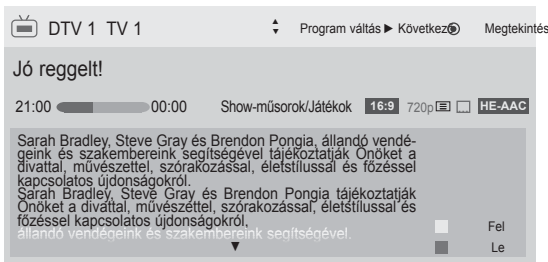 DTV 1 TV 1 Program váltás ▶ Következő Megtekintés
Jó reggelt!
21:00 00:00 Show-műsorok/Játékok 16:9 720p HE-AAC
Sarah Bradley, Steve Gray és Brendon Pongia, állandó vendé-
geink és szakembereink segítségével tájékoztatják Önöket a
divattal, művészettel, szórakozással, életstílussal és főzéssel
kapcsolatos újdonságokról.
Sarah Bradley, Steve Gray és Brendon Pongia tájékoztatják
Önöket a divattal, művészettel, szórakozással, életstílussal és
főzéssel kapcsolatos újdonságokról,
állandó vendégeink és szakembereink segítségével.
Fel
Le